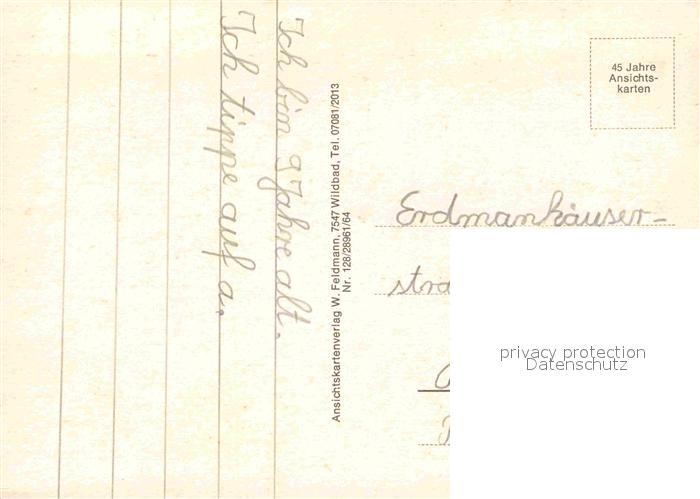 Ich bin 9 Jahre alt.
Ich tippe auf a.
Ansichtskartenverlag W. Feldmann, 7547 Wildbad, Tel. 07081/2013
Nr. 128/28961/64
45 Jahre
Ansichts-
karten
Erdmanhäuser-
stra
privacy protection
Datenschutz